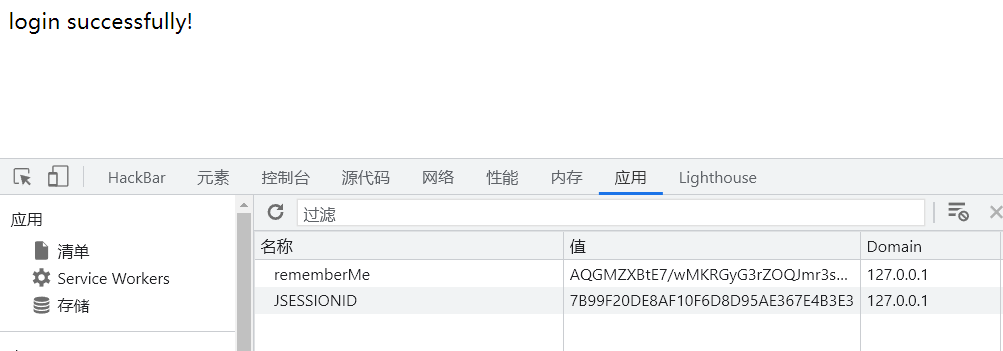 login successfully!
HackBar 元素 控制台 源代码 网络 性能 内存 应用 Lighthouse
应用
清单
Service Workers
存储
过滤
名称 值 Domain
rememberMe AQGMZXBtE7/wMKRGyG3rZOQJmr3s... 127.0.0.1
JSESSIONID 7B99F20DE8AF10F6D8D95AE367E4B3E3 127.0.0.1